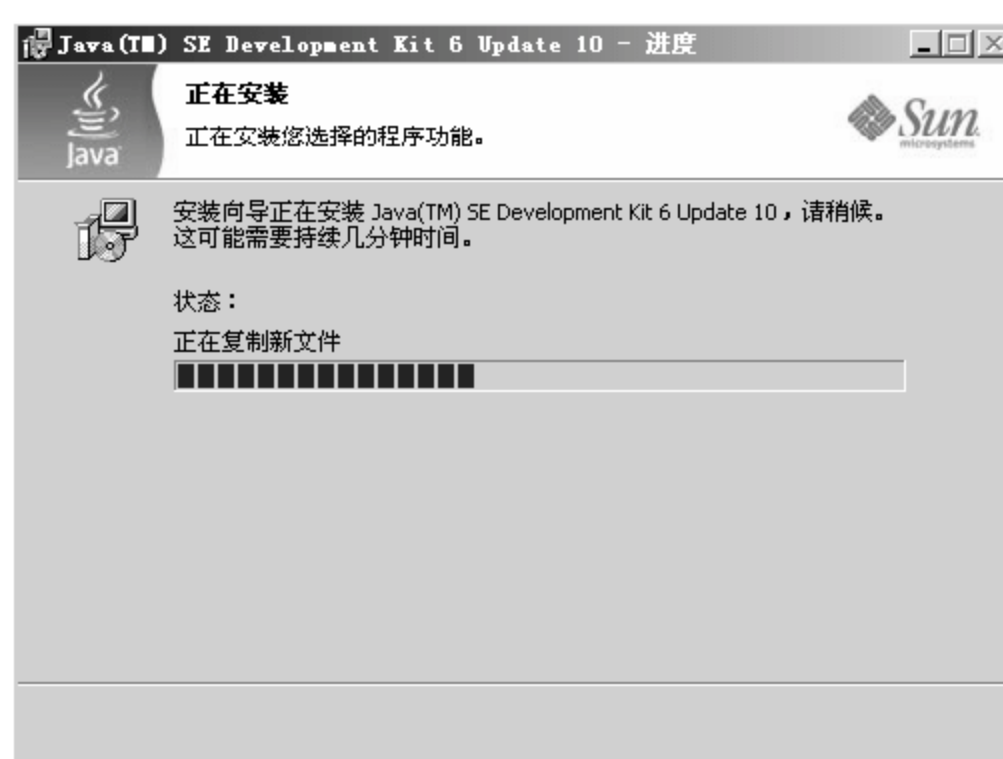 Java(TM) SE Development Kit 6 Update 10 - 进度
Java
正在安装
正在安装您选择的程序功能。
Sun
microsystems
安装向导正在安装 Java(TM) SE Development Kit 6 Update 10，请稍候。
这可能需要持续几分钟时间。
状态：
正在复制新文件